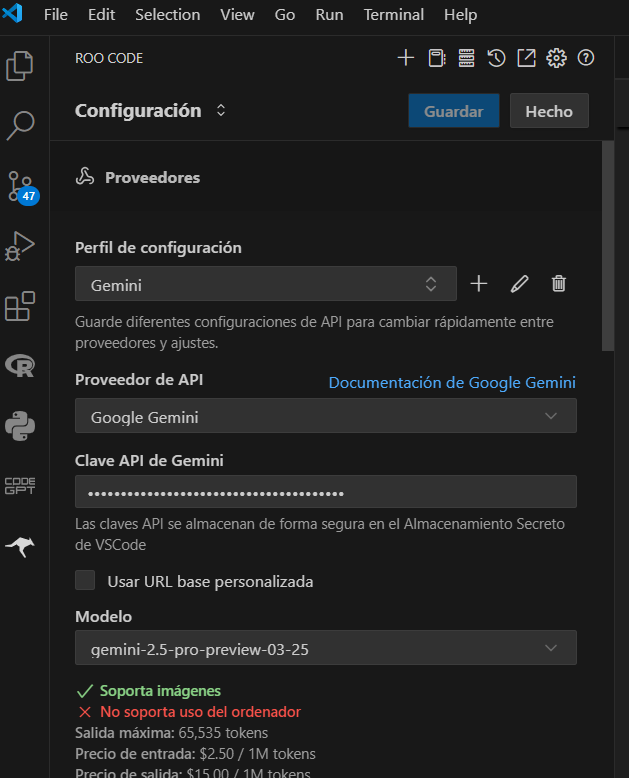 File Edit Selection View Go Run Terminal Help
ROO CODE
Configuración
Guardar
Hecho
47
Proveedores
Perfil de configuración
Gemini
Guarde diferentes configuraciones de API para cambiar rápidamente entre
proveedores y ajustes.
Proveedor de API
Documentación de Google Gemini
Google Gemini
Clave API de Gemini
Las claves API se almacenan de forma segura en el Almacenamiento Secreto
de VSCode
Usar URL base personalizada
Modelo
gemini-2.5-pro-preview-03-25
Soporta imágenes
No soporta uso del ordenador
Salida máxima: 65,535 tokens
Precio de entrada: $2.50 / 1M tokens
Precio de salida: $15.00 / 1M tokens
CODE
GPT
R